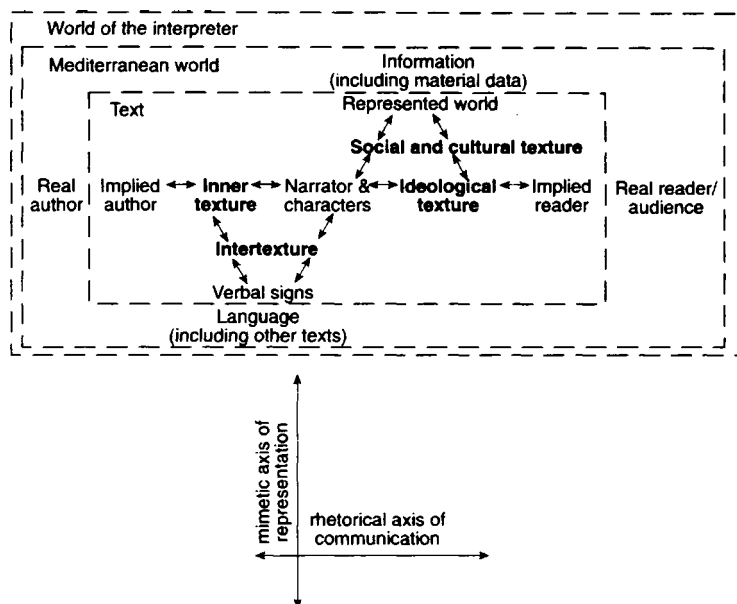 World of the interpreter
Mediterranean world
Information
(including material data)
Text
Represented world
Social and cultural texture
Real author
Implied author
Inner texture
Narrator & characters
Ideological texture
Implied reader
Real reader/ audience
Intertexture
Verbal signs
Language
(including other texts)
mimetic axis of
representation
rhetorical axis of
communication